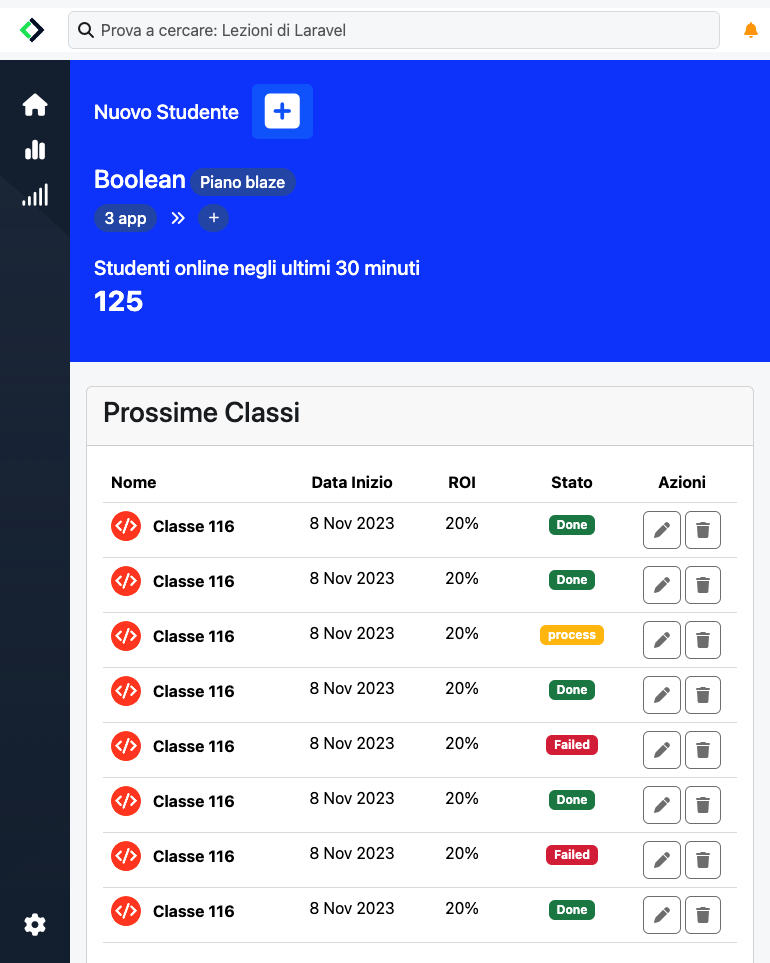 Prova a cercare: Lezioni di Laravel
Nuovo Studente
Boolean Piano blaze
3 app
Studenti online negli ultimi 30 minuti
125
Prossime Classi
Nome Data Inizio ROI Stato Azioni
Classe 116 8 Nov 2023 20% Done
Classe 116 8 Nov 2023 20% Done
Classe 116 8 Nov 2023 20% process
Classe 116 8 Nov 2023 20% Done
Classe 116 8 Nov 2023 20% Failed
Classe 116 8 Nov 2023 20% Done
Classe 116 8 Nov 2023 20% Failed
Classe 116 8 Nov 2023 20% Done